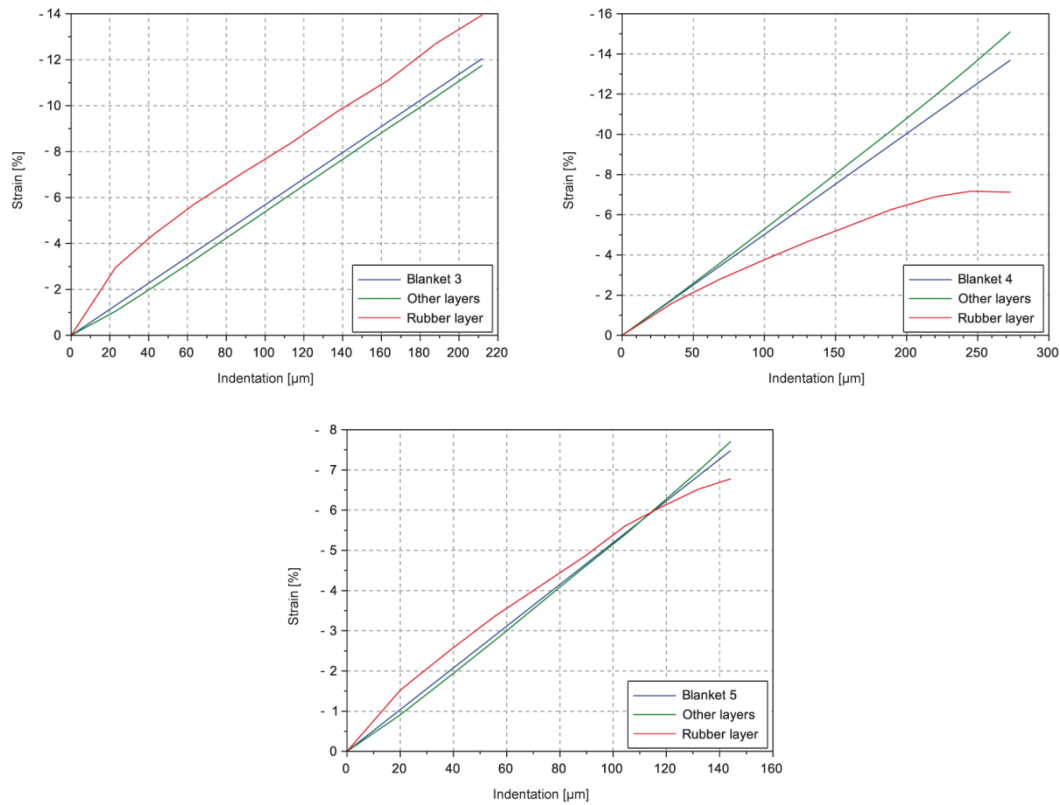 - 14
- 12
- 10
- 8
- 6
- 4
- 2
0
Strain [%]
0 20 40 60 80 100 120 140 160 180 200 220
Indentation [µm]
Blanket 3
Other layers
Rubber layer
- 16
- 14
- 12
- 10
- 8
- 6
- 4
- 2
0
Strain [%]
0 50 100 150 200 250 300
Indentation [µm]
Blanket 4
Other layers
Rubber layer
- 8
- 7
- 6
- 5
- 4
- 3
- 2
- 1
0
Strain [%]
0 20 40 60 80 100 120 140 160
Indentation [µm]
Blanket 5
Other layers
Rubber layer